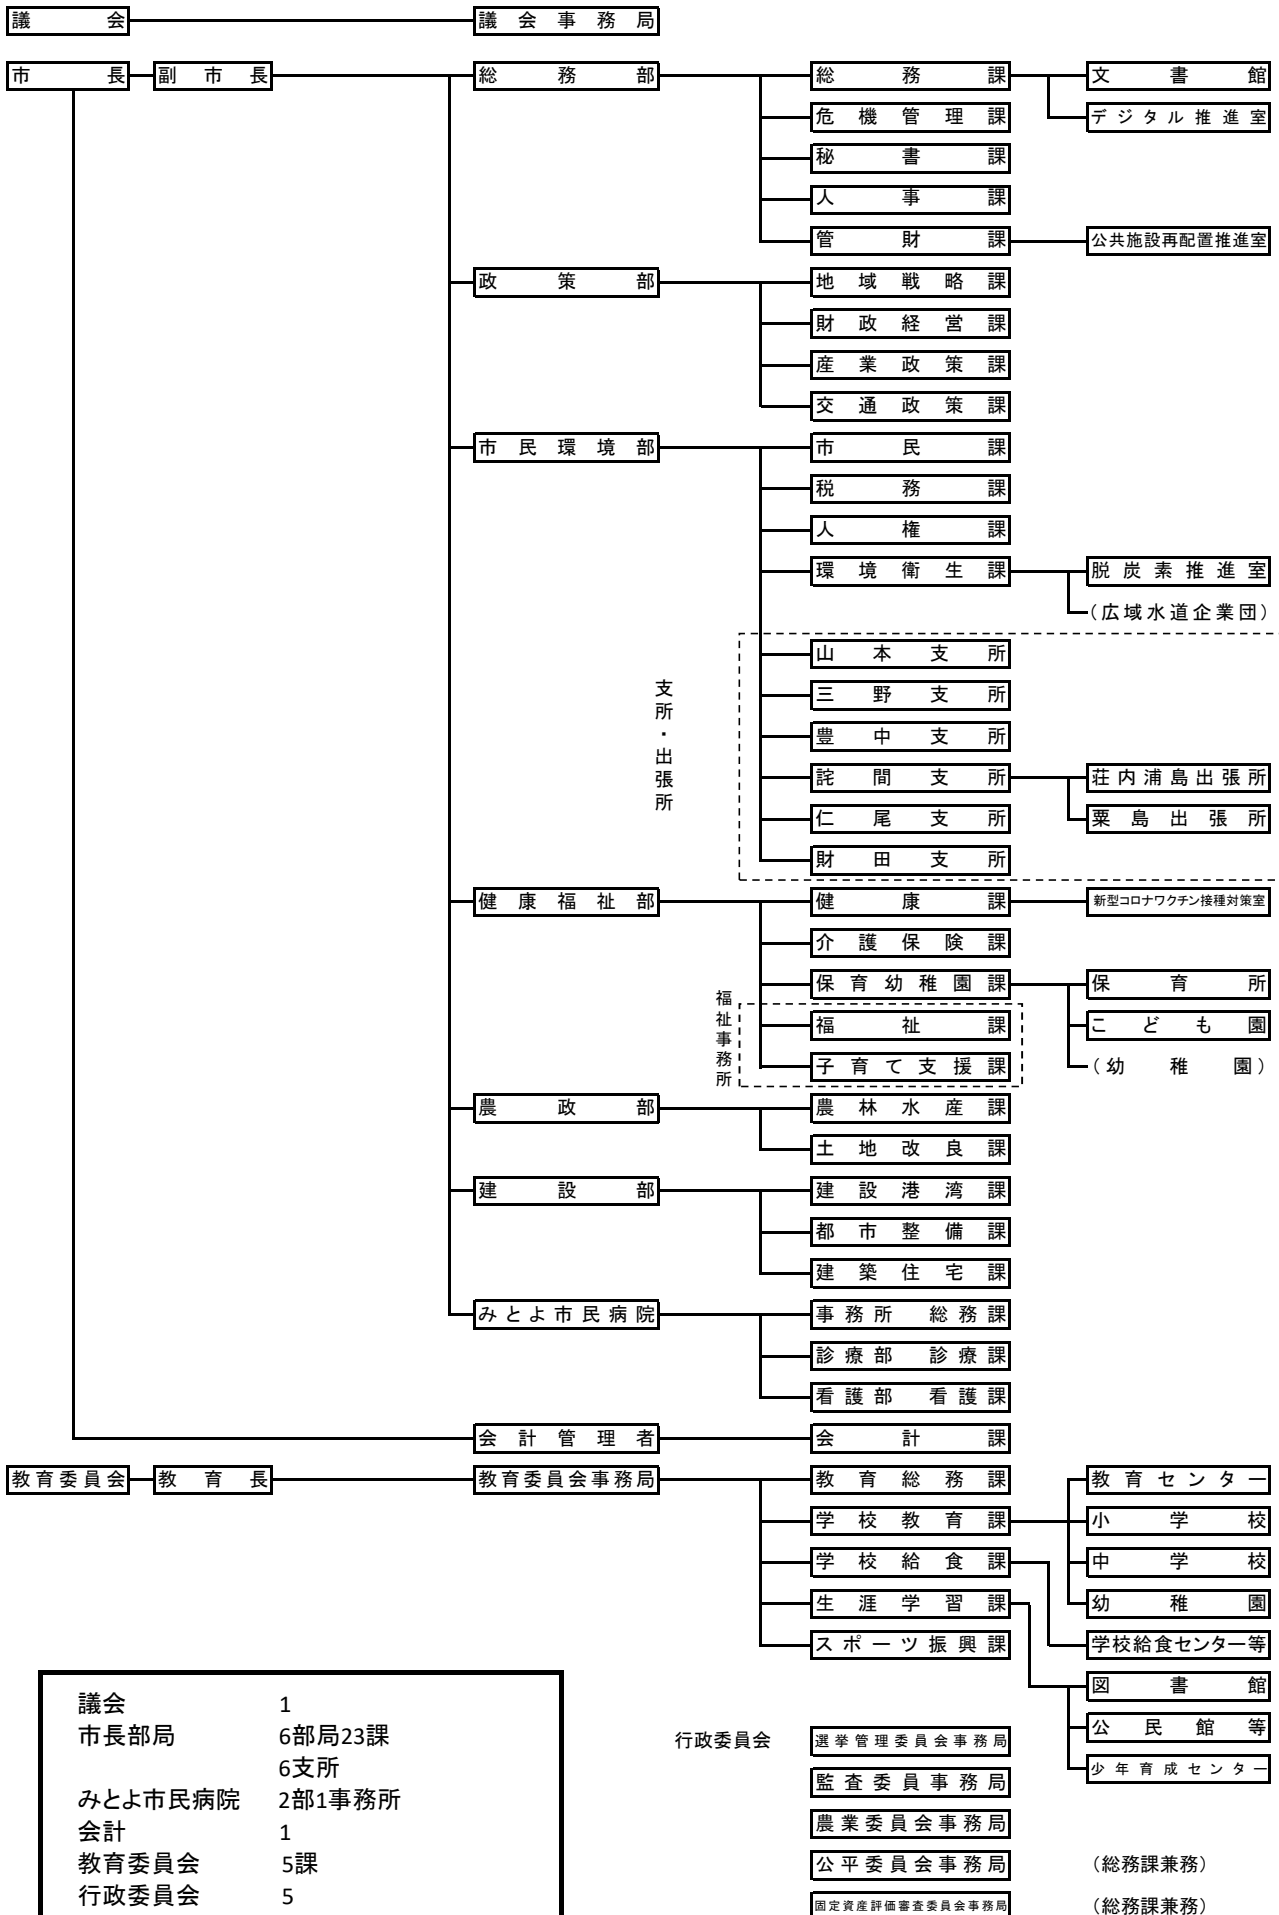 議会 議会事務局
市長 副市長 総務部 総務課 文書館
危機管理課 デジタル推進室
秘書課
人事課
管財課 公共施設再配置推進室
政策部 地域戦略課
財政経営課
産業政策課
交通政策課
市民環境部 市民課
税務課
人権課
環境衛生課 脱炭素推進室
（広域水道企業団）
支所・出張所
山本支所
三野支所
豊中支所
詫間支所 荘内浦島出張所
仁尾支所 粟島出張所
財田支所
健康福祉部 健康課 新型コロナワクチン接種対策室
介護保険課
保育幼稚園課 保育所
福祉事務所
福祉課 こども園
子育て支援課 （幼稚園）
農政部 農林水産課
土地改良課
建設部 建設港湾課
都市整備課
建築住宅課
みとよ市民病院 事務所 総務課
診療部 診療課
看護部 看護課
会計管理者 会計課
教育委員会 教育長 教育委員会事務局 教育総務課 教育センター
学校教育課 小学校
学校給食課 中学校
生涯学習課 幼稚園
スポーツ振興課 学校給食センター等
図書館
公民館等
少年育成センター
議会 1
市長部局 6部局23課
6支所
みとよ市民病院 2部1事務所
会計 1
教育委員会 5課
行政委員会 5
行政委員会 選挙管理委員会事務局
監査委員事務局
農業委員会事務局
公平委員会事務局 （総務課兼務）
固定資産評価審査委員会事務局 （総務課兼務）